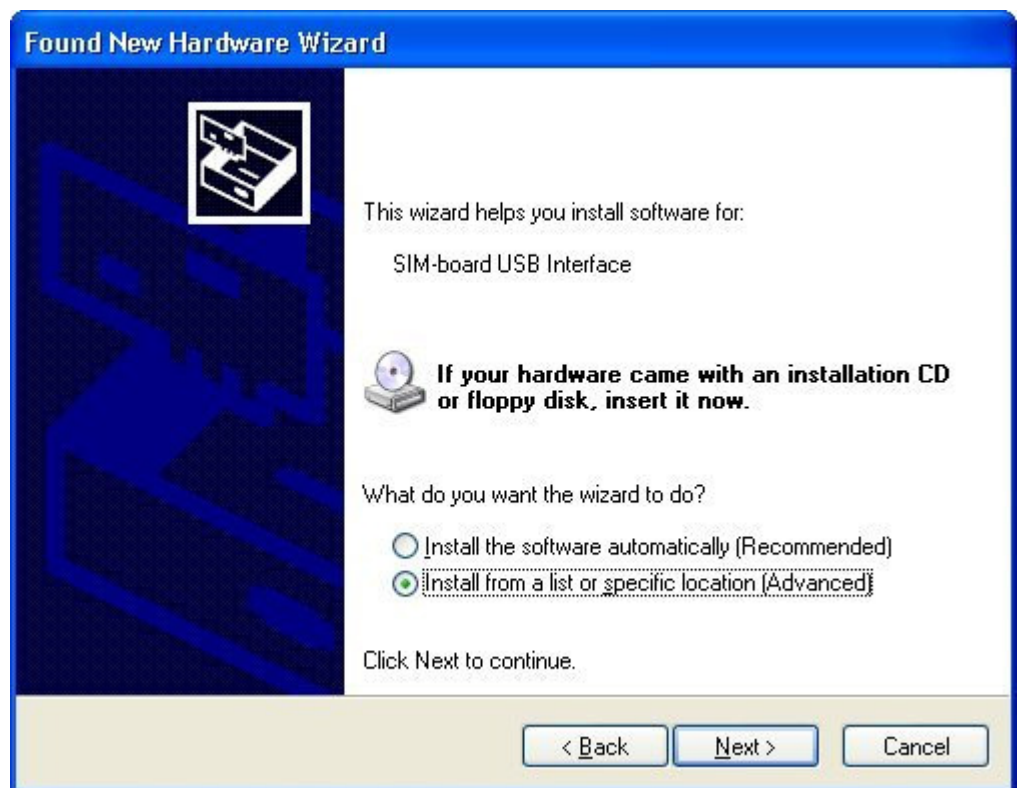 Found New Hardware Wizard
This wizard helps you install software for:
SIM-board USB Interface
If your hardware came with an installation CD
or floppy disk, insert it now.
What do you want the wizard to do?
Install the software automatically (Recommended)
Install from a list or specific location (Advanced)
Click Next to continue.
< Back
Next >
Cancel